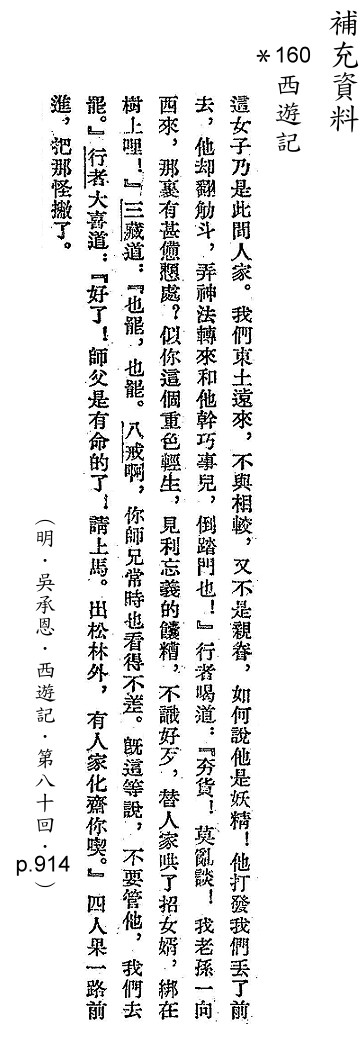 補充資料
*160
西遊記
這女子乃是此間人家。我們東土遠來，不與相較，又不是親眷，如何說他是妖精！他打發我們丟了前
去，他却翻觔斗，弄神法轉來和他幹巧事兒，倒踏門也！』行者喝道：『夯貨！莫亂談！我老孫一向
西來，那裏有甚憊㦎處？似你這個重色輕生，見利忘義的饢糟，不識好歹，替人家哄了招女婿，綁在
樹上哩！』三藏道：『也罷，也罷。八戒啊，你師兄常時也看得不差。旣這等說，不要管他，我們去
罷。』行者大喜道：『好了！師父是有命的了！請上馬。出松林外，有人家化齋你喫。』四人果一路前
進，把那怪撇了。
（明．吳承恩．西遊記．第八十回．p.914）